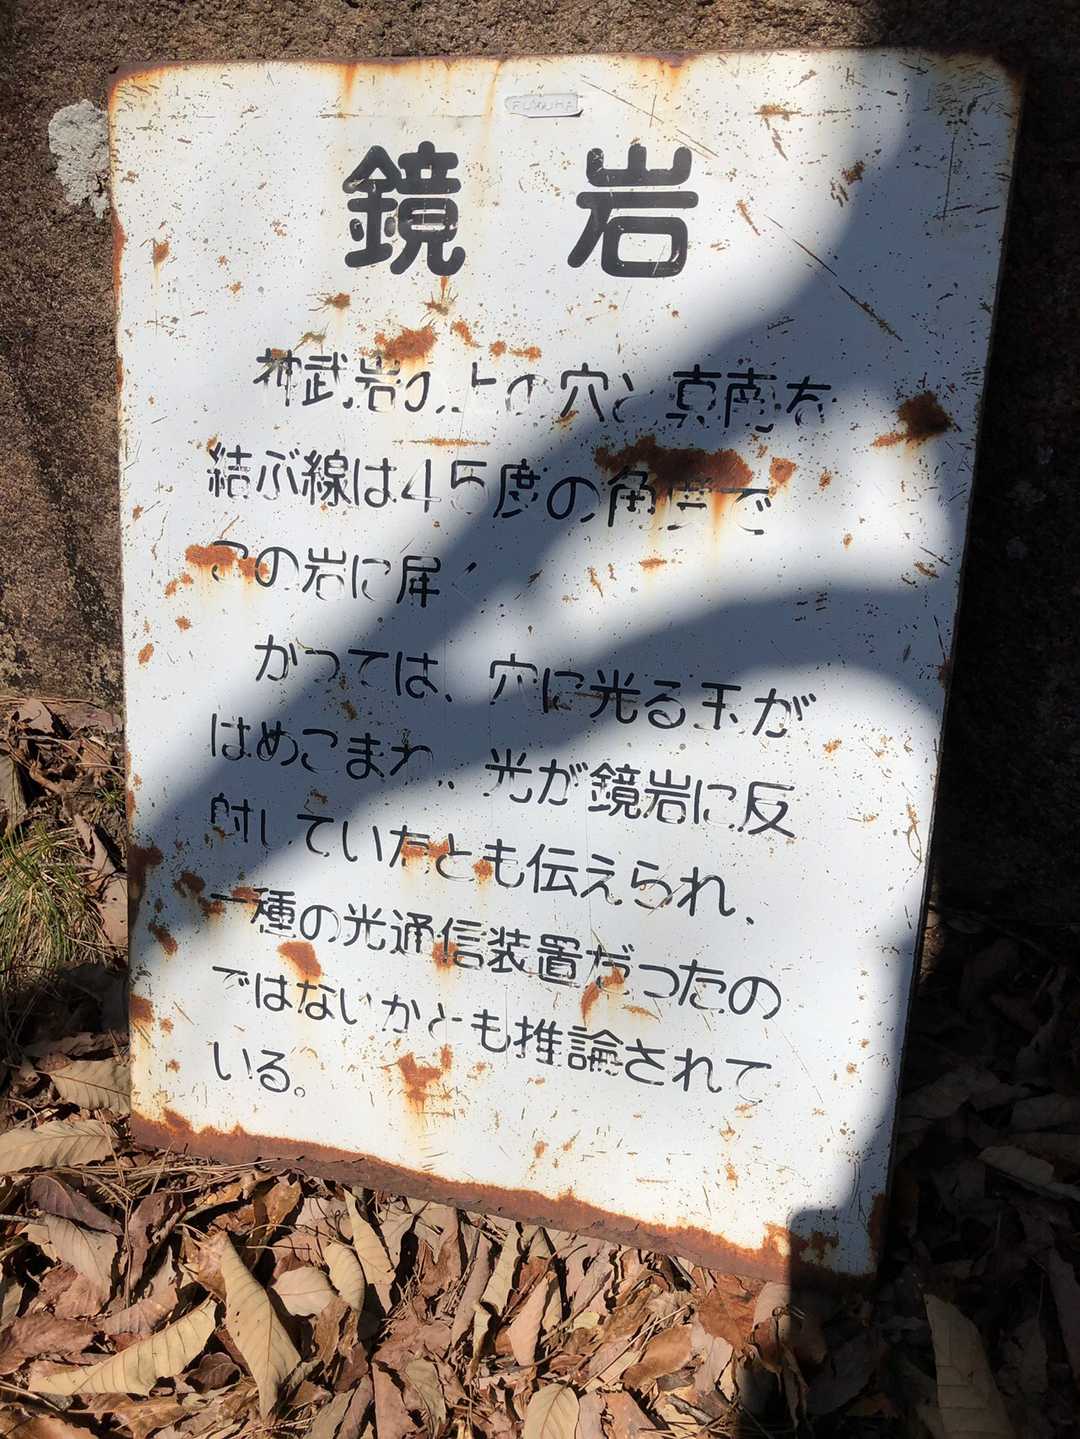 FUKUHA
鏡岩
神武岩の上の穴と真南を
結ぶ線は45度の角度で
この岩に届く
かつては、穴に光る玉が
はめこまれ、光が鏡岩に反
射していたとも伝えられ、
一種の光通信装置だったの
ではないかとも推論されて
いる。